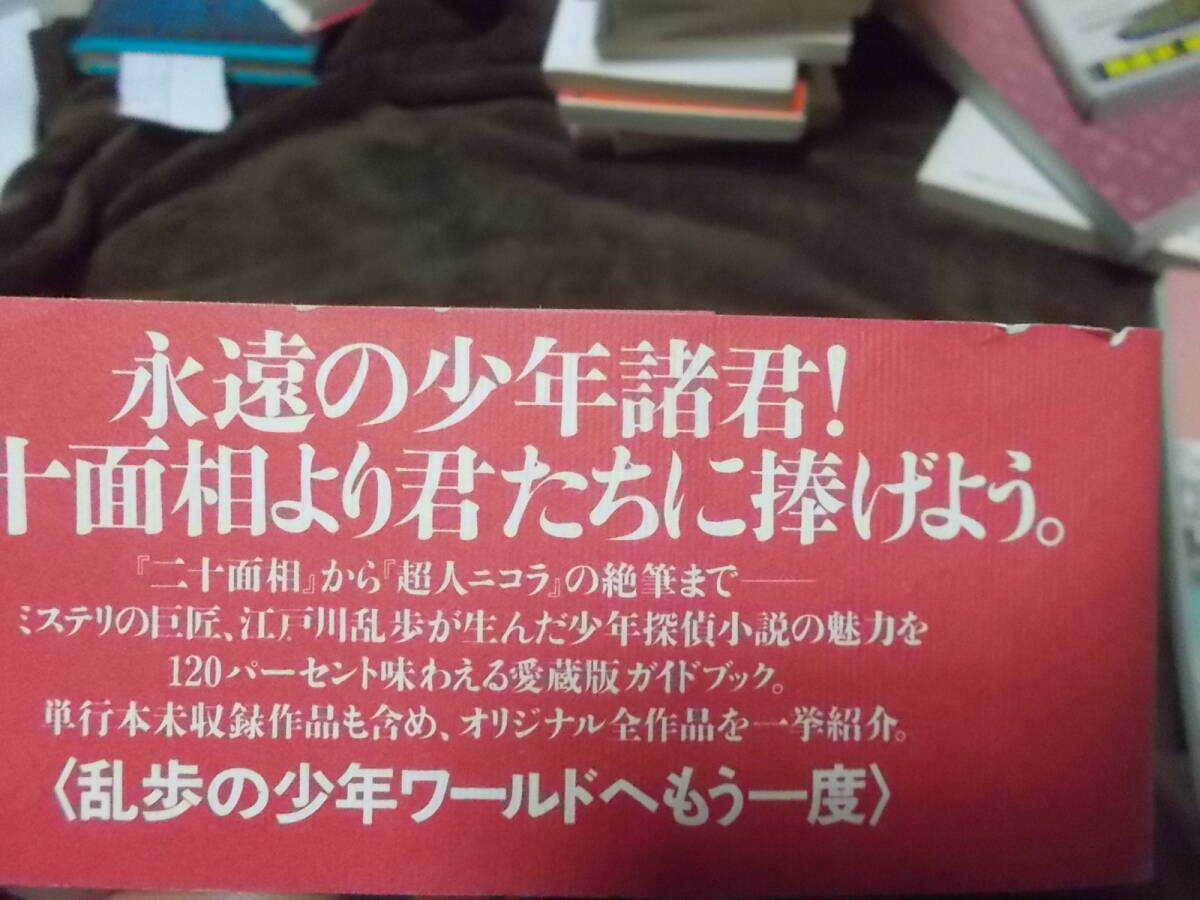 永遠の少年諸君!
十面相より君たちに捧げよう。
『二十面相』から『超人ニコラ』の絶筆まで――
ミステリの巨匠、江戸川乱歩が生んだ少年探偵小説の魅力を
120パーセント味わえる愛蔵版ガイドブック。
単行本未収録作品も含め、オリジナル全作品を一挙紹介。
〈乱歩の少年ワールドへもう一度〉